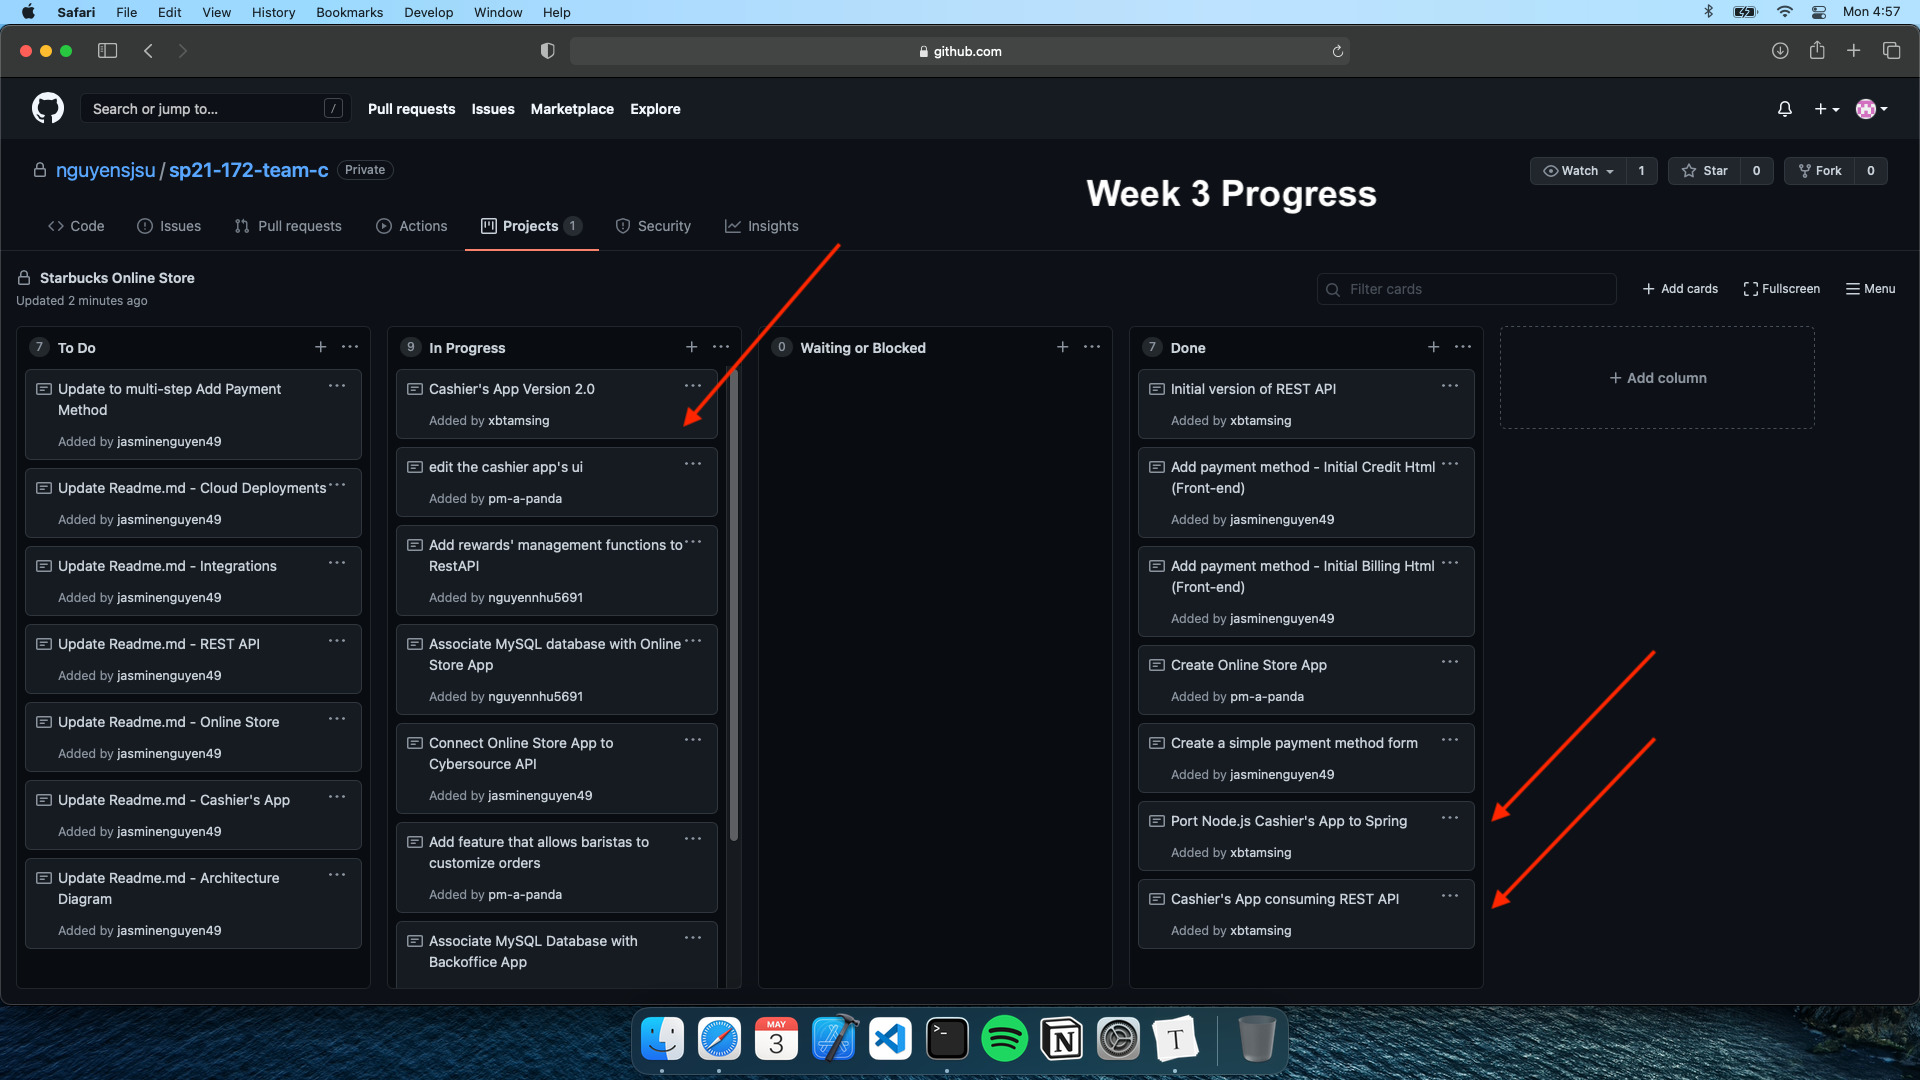 Safari File Edit View History Bookmarks Develop Window Help Mon 4:57
github.com
Search or jump to... / Pull requests Issues Marketplace Explore
nguyensjsu / sp21-172-team-c Private Watch 1 Star 0 Fork 0
Week 3 Progress
Code Issues Pull requests Actions Projects 1 Security Insights
Starbucks Online Store
Updated 2 minutes ago
Filter cards + Add cards Fullscreen Menu
7 To Do
Update to multi-step Add Payment
Method
Added by jasminenguyen49
Update Readme.md - Cloud Deployments
Added by jasminenguyen49
Update Readme.md - Integrations
Added by jasminenguyen49
Update Readme.md - REST API
Added by jasminenguyen49
Update Readme.md - Online Store
Added by jasminenguyen49
Update Readme.md - Cashier's App
Added by jasminenguyen49
Update Readme.md - Architecture
Diagram
Added by jasminenguyen49
9 In Progress
Cashier's App Version 2.0
Added by xbtamsing
edit the cashier app's ui
Added by pm-a-panda
Add rewards' management functions to
RestAPI
Added by nguyennhu5691
Associate MySQL database with Online
Store App
Added by nguyennhu5691
Connect Online Store App to
Cybersource API
Added by jasminenguyen49
Add feature that allows baristas to
customize orders
Added by pm-a-panda
Associate MySQL Database with
Backoffice App
0 Waiting or Blocked
7 Done
Initial version of REST API
Added by xbtamsing
Add payment method - Initial Credit Html
(Front-end)
Added by jasminenguyen49
Add payment method - Initial Billing Html
(Front-end)
Added by jasminenguyen49
Create Online Store App
Added by pm-a-panda
Create a simple payment method form
Added by jasminenguyen49
Port Node.js Cashier's App to Spring
Added by xbtamsing
Cashier's App consuming REST API
Added by xbtamsing
+ Add column
MAY
3
>_
N
T